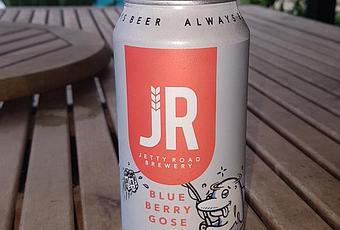 BEER ALWAYS
JR
JETTY ROAD
BREWERY
BLUE
BERRY
GOSE